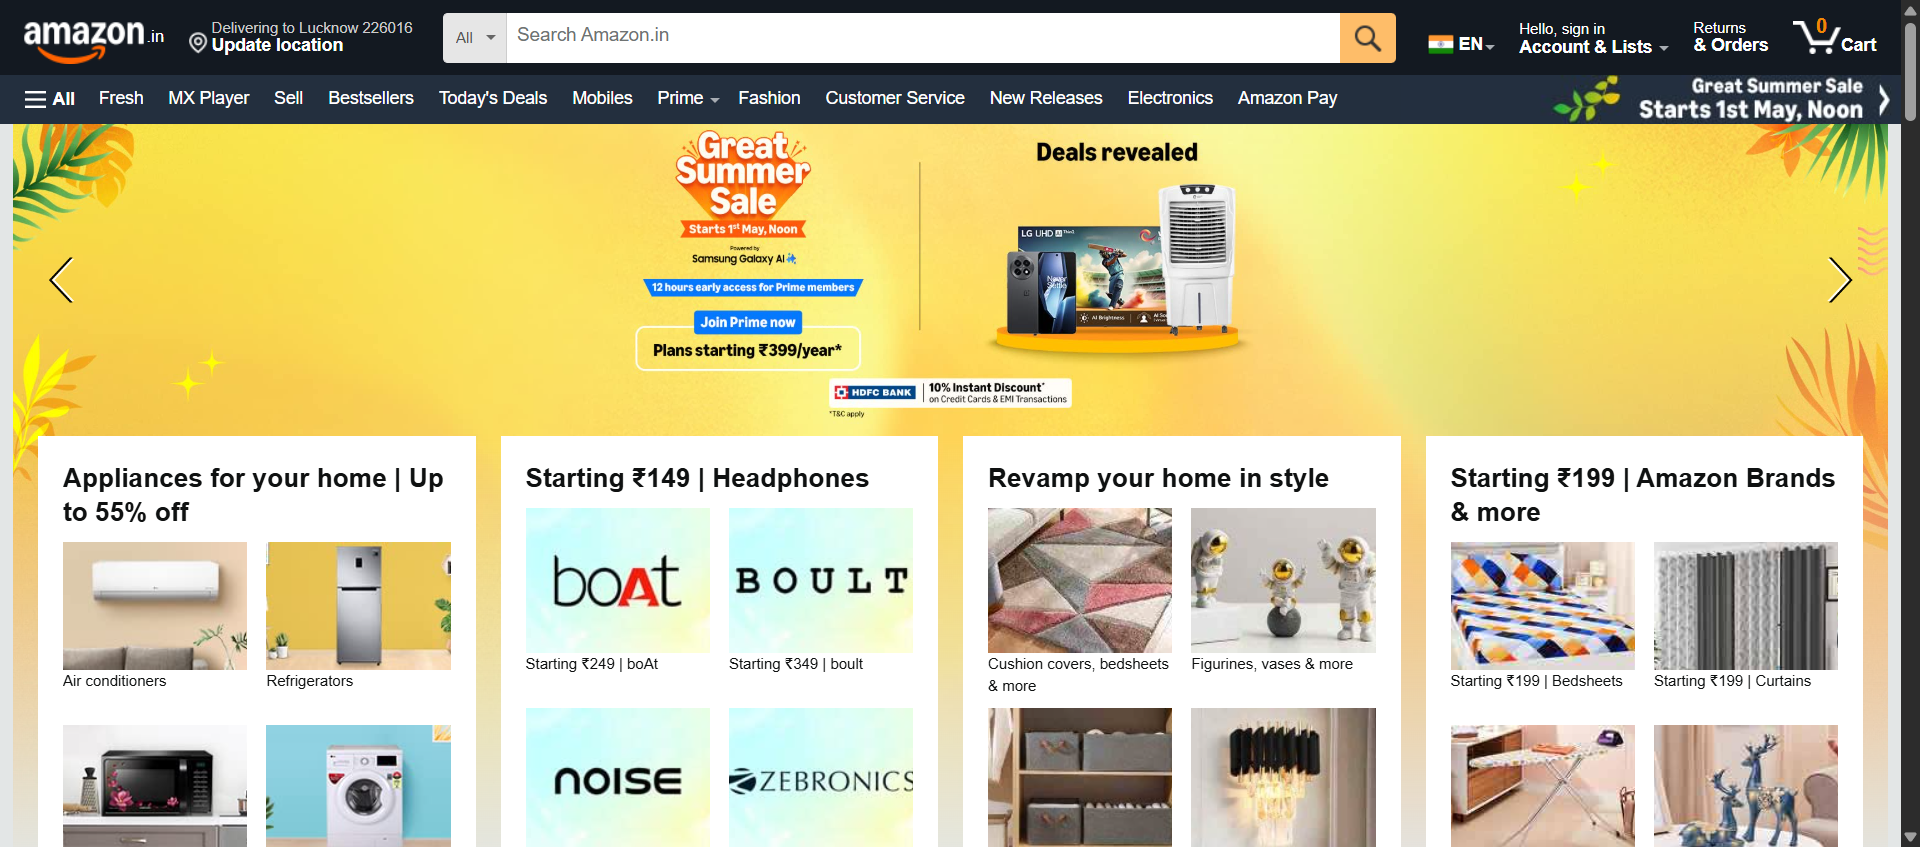 amazon.in
Delivering to Lucknow 226016
Update location
All
Search Amazon.in
EN
Hello, sign in
Account & Lists
Returns
& Orders
0
Cart
All
Fresh
MX Player
Sell
Bestsellers
Today's Deals
Mobiles
Prime
Fashion
Customer Service
New Releases
Electronics
Amazon Pay
Great Summer Sale
Starts 1st May, Noon
Great
Summer
Sale
Starts 1st May, Noon
Powered by
Samsung Galaxy AI
12 hours early access for Prime members
Join Prime now
Plans starting ₹399/year*
Deals revealed
LG UHD AI ThinQ
Never
Settle
AI Brightness
HDFC BANK
10% Instant Discount*
on Credit Cards & EMI Transactions
*T&C apply
Appliances for your home | Up
to 55% off
Air conditioners
Refrigerators
Starting ₹149 | Headphones
boAt
BOULT
Starting ₹249 | boAt
Starting ₹349 | boult
noise
ZEBRONICS
Revamp your home in style
Cushion covers, bedsheets
& more
Figurines, vases & more
Starting ₹199 | Amazon Brands
& more
Starting ₹199 | Bedsheets
Starting ₹199 | Curtains